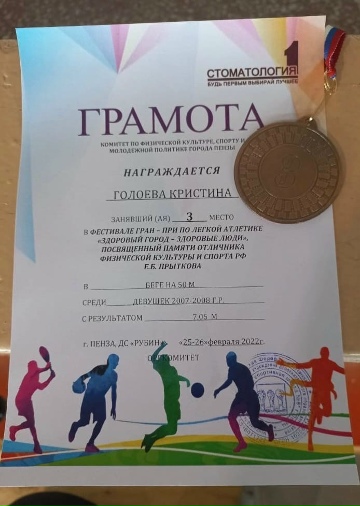 СТОМАТОЛОГИЯ 1
БУДЬ ПЕРВЫМ ВЫБИРАЙ ЛУЧШЕЕ
ГРАМОТА
КОМИТЕТ ПО ФИЗИЧЕСКОЙ КУЛЬТУРЕ, СПОРТУ И
МОЛОДЕЖНОЙ ПОЛИТИКЕ ГОРОДА ПЕНЗЫ
НАГРАЖДАЕТСЯ
ГОЛОЕВА КРИСТИНА
ЗАНЯВШИЙ (АЯ) 3 МЕСТО
В ФЕСТИВАЛЕ ГРАН – ПРИ ПО ЛЕГКОЙ АТЛЕТИКЕ
«ЗДОРОВЫЙ ГОРОД – ЗДОРОВЫЕ ЛЮДИ»,
ПОСВЯЩЕННЫЙ ПАМЯТИ ОТЛИЧНИКА
ФИЗИЧЕСКОЙ КУЛЬТУРЫ И СПОРТА РФ
Е.Б. ПРЫТКОВА
В БЕГЕ НА 50 М
СРЕДИ ДЕВУШЕК 2007-2008 Г.Р.
С РЕЗУЛЬТАТОМ 7,05 М
г. ПЕНЗА, ДС «РУБИН» «25-26»февраля 2022г.
ОРГКОМИТЕТ